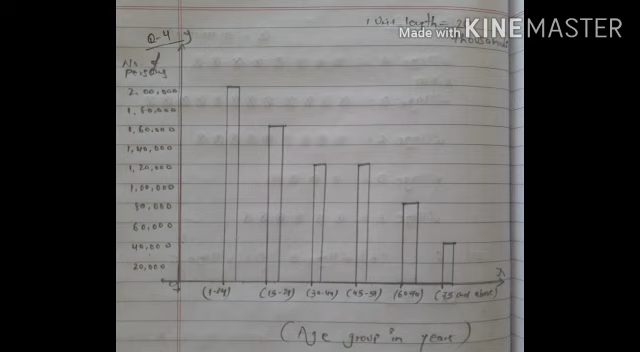 Made with KINEMASTER
Q-4 y
No. of
persons
2,00,000
1,80,000
1,60,000
1,40,000
1,20,000
1,00,000
80,000
60,000
40,000
20,000
(1-14) (15-29) (30-44) (45-59) (60-74) (75 and above) x
(Age group in years)